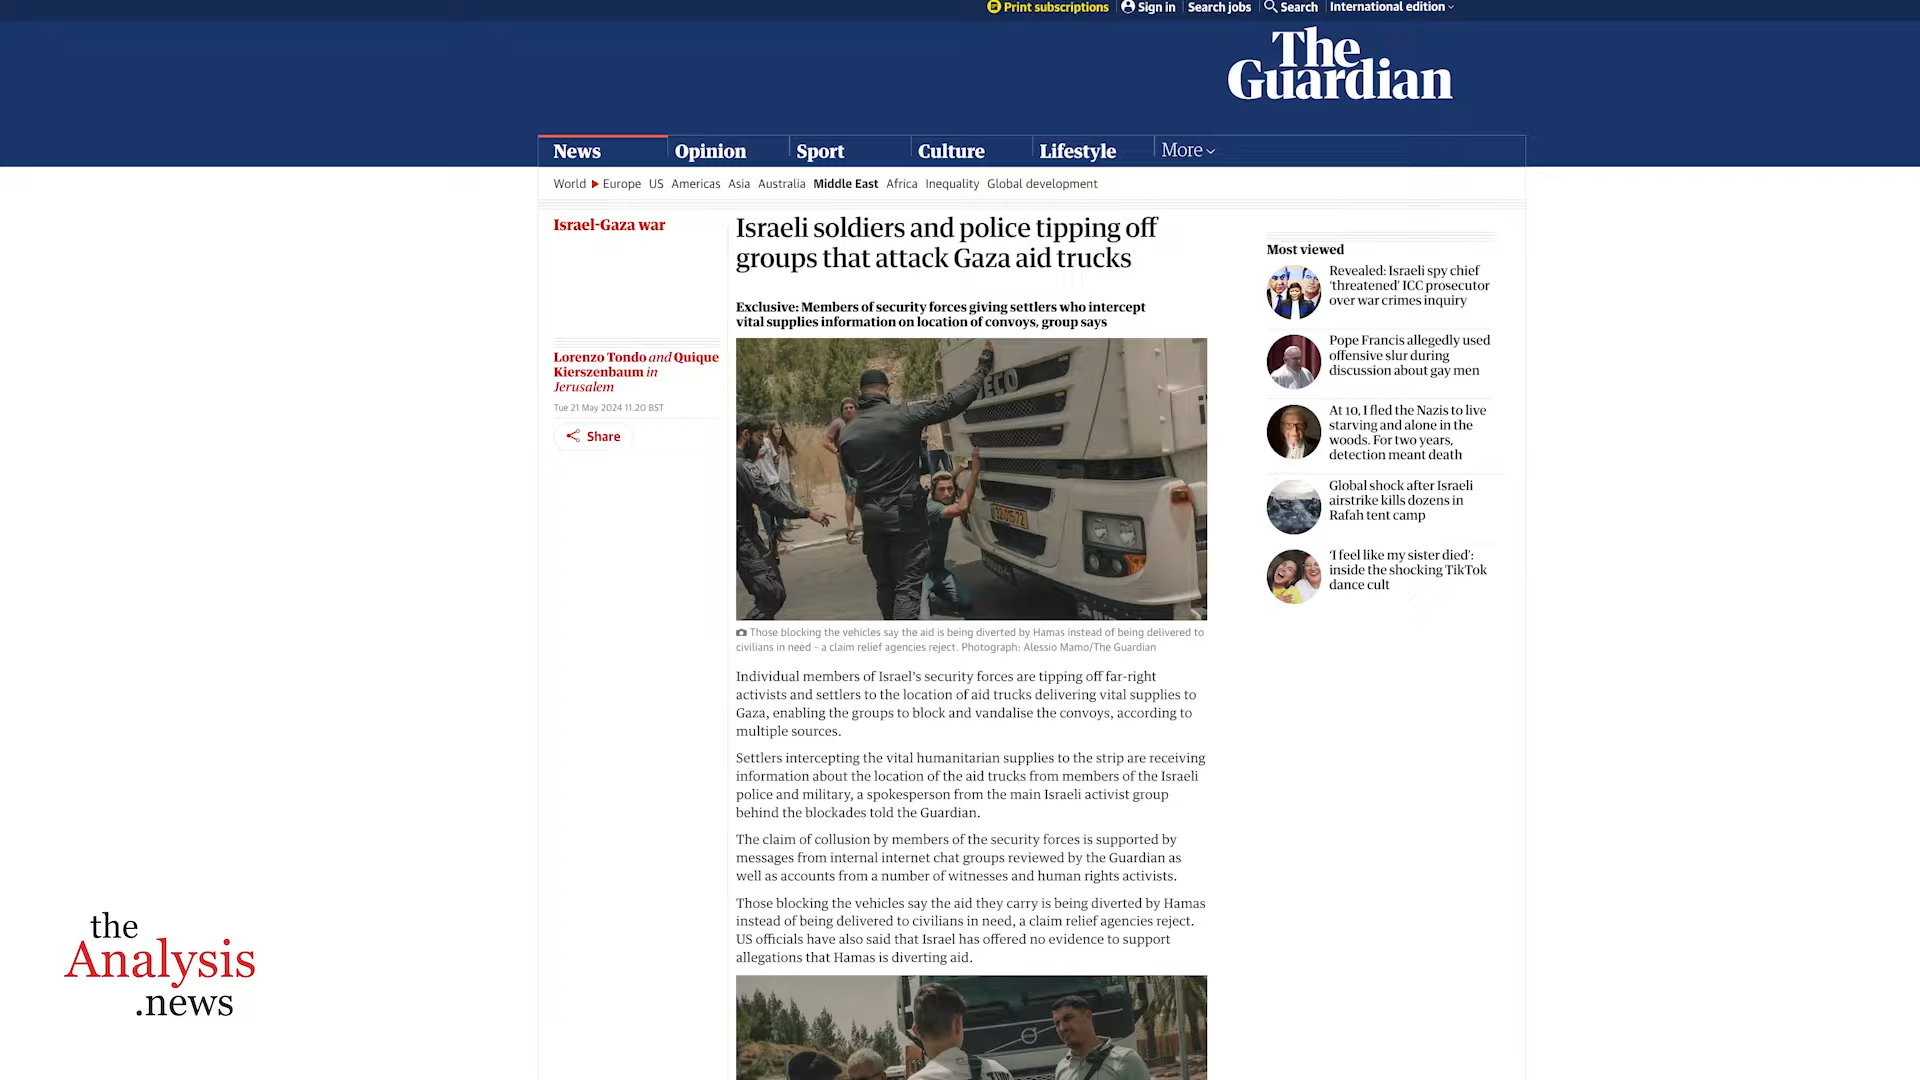 Print subscriptions
Sign in
Search jobs
Search
International edition
The
Guardian
News
Opinion
Sport
Culture
Lifestyle
More
World
Europe
US
Americas
Asia
Australia
Middle East
Africa
Inequality
Global development
Israel-Gaza war
Israeli soldiers and police tipping off
groups that attack Gaza aid trucks
Exclusive: Members of security forces giving settlers who intercept
vital supplies information on location of convoys, group says
Lorenzo Tondo and Quique
Kierszenbaum in
Jerusalem
Tue 21 May 2024 11.20 BST
Share
IVECO
Those blocking the vehicles say the aid is being diverted by Hamas instead of being delivered to
civilians in need – a claim relief agencies reject. Photograph: Alessio Mamo/The Guardian
Individual members of Israel’s security forces are tipping off far-right
activists and settlers to the location of aid trucks delivering vital supplies to
Gaza, enabling the groups to block and vandalise the convoys, according to
multiple sources.
Settlers intercepting the vital humanitarian supplies to the strip are receiving
information about the location of the aid trucks from members of the Israeli
police and military, a spokesperson from the main Israeli activist group
behind the blockades told the Guardian.
The claim of collusion by members of the security forces is supported by
messages from internal internet chat groups reviewed by the Guardian as
well as accounts from a number of witnesses and human rights activists.
Those blocking the vehicles say the aid they carry is being diverted by Hamas
instead of being delivered to civilians in need, a claim relief agencies reject.
US officials have also said that Israel has offered no evidence to support
allegations that Hamas is diverting aid.
Most viewed
Revealed: Israeli spy chief
‘threatened’ ICC prosecutor
over war crimes inquiry
Pope Francis allegedly used
offensive slur during
discussion about gay men
At 10, I fled the Nazis to live
starving and alone in the
woods. For two years,
detection meant death
Global shock after Israeli
airstrike kills dozens in
Rafah tent camp
‘I feel like my sister died’:
inside the shocking TikTok
dance cult
the
Analysis
.news